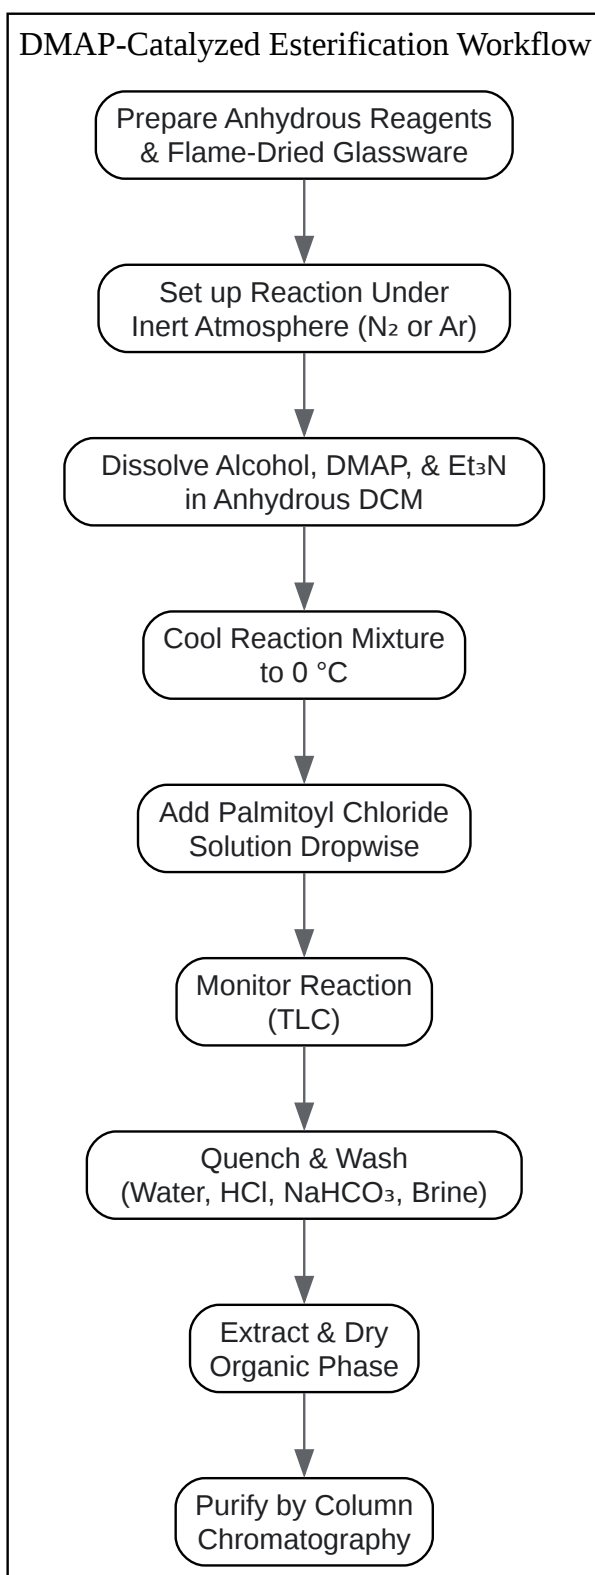 DMAP-Catalyzed Esterification Workflow
Prepare Anhydrous Reagents
& Flame-Dried Glassware
Set up Reaction Under
Inert Atmosphere (N₂ or Ar)
Dissolve Alcohol, DMAP, & Et₃N
in Anhydrous DCM
Cool Reaction Mixture
to 0 °C
Add Palmitoyl Chloride
Solution Dropwise
Monitor Reaction
(TLC)
Quench & Wash
(Water, HCl, NaHCO₃, Brine)
Extract & Dry
Organic Phase
Purify by Column
Chromatography